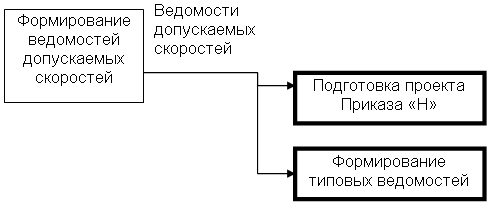 Формирование
ведомостей
допускаемых
скоростей
Ведомости
допускаемых
скоростей
Подготовка проекта
Приказа «Н»
Формирование
типовых ведомостей